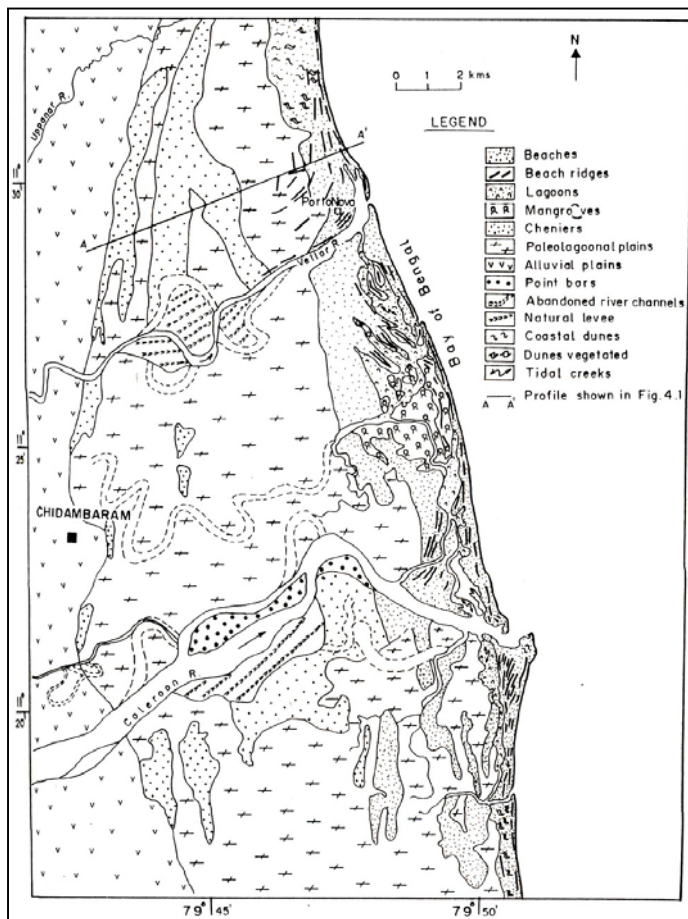 N
0 1 2 kms
LEGEND
Beaches
Beach ridges
Lagoons
Mangroves
Cheniers
Paleolagoonal plains
Alluvial plains
Point bars
Abandoned river channels
Natural levee
Coastal dunes
Dunes vegetated
Tidal creeks
A A' Profile shown in Fig. 4.1
Uppanar R.
A'
A
PortoNovo
Vellar R.
Bay of Bengal
CHIDAMBARAM
Coleroon R.
11° 30'
11° 25'
11° 20'
79° 45'
79° 50'